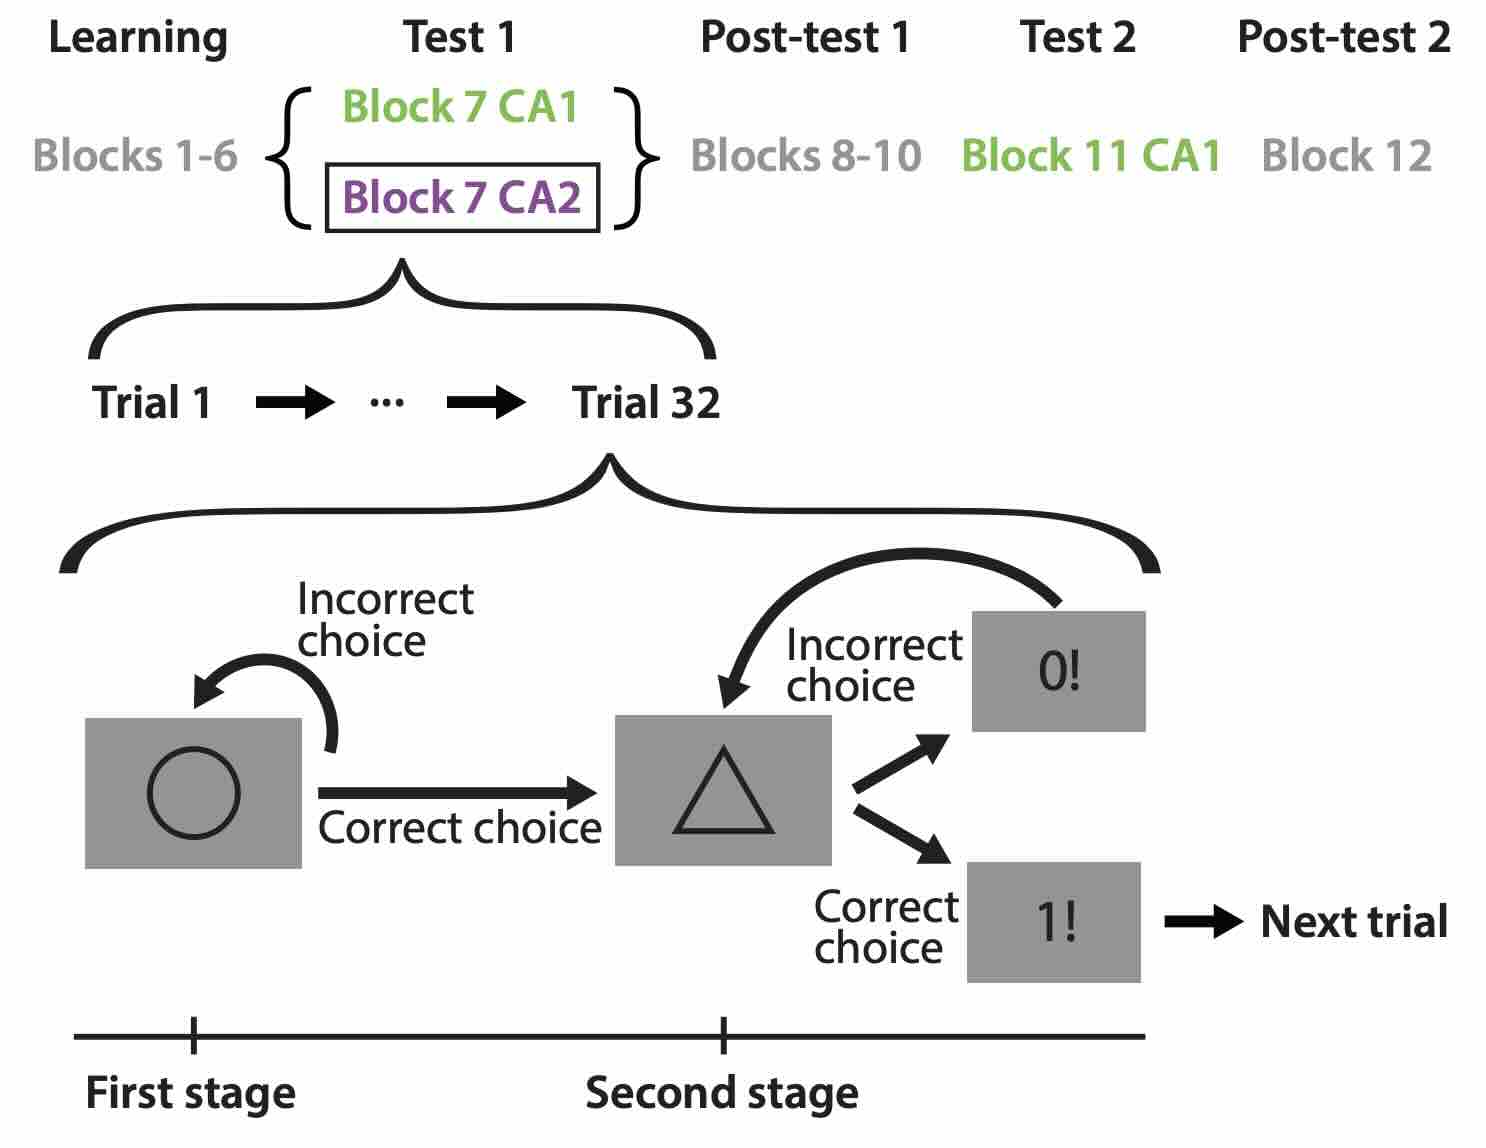 Learning Test 1 Post-test 1 Test 2 Post-test 2
Block 7 CA1
Blocks 1-6 Blocks 8-10 Block 11 CA1 Block 12
Block 7 CA2
Trial 1 ... Trial 32
Incorrect
choice
Incorrect
choice
0!
Correct choice
Correct
choice
1!
Next trial
First stage Second stage